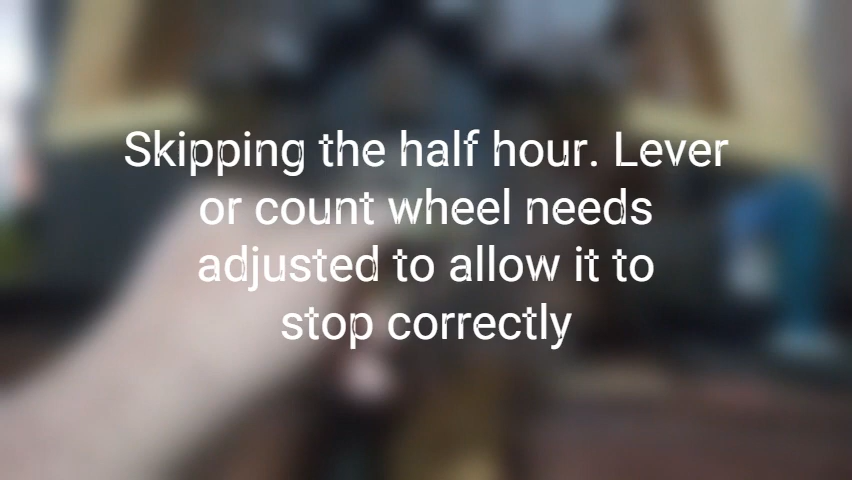 Skipping the half hour. Lever
or count wheel needs
adjusted to allow it to
stop correctly